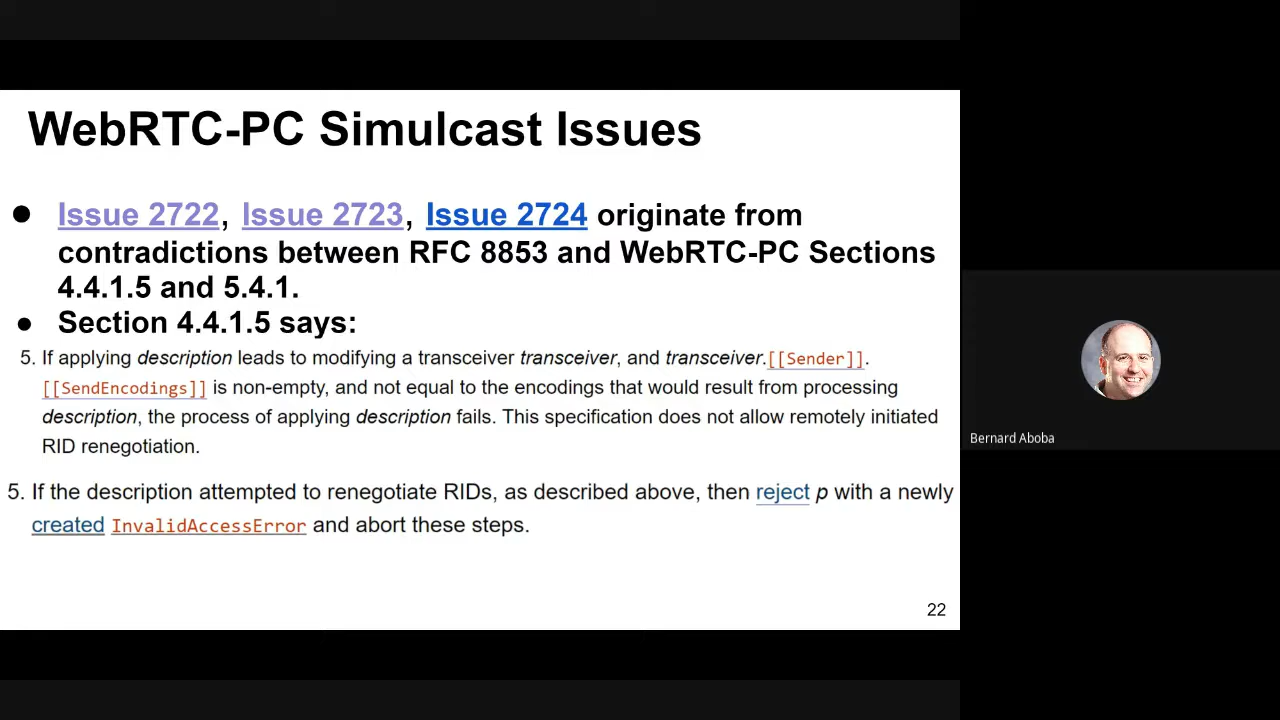 WebRTC-PC Simulcast Issues
● Issue 2722, Issue 2723, Issue 2724 originate from
contradictions between RFC 8853 and WebRTC-PC Sections
4.4.1.5 and 5.4.1.
● Section 4.4.1.5 says:
5. If applying description leads to modifying a transceiver transceiver, and transceiver.[[Sender]].
[[SendEncodings]] is non-empty, and not equal to the encodings that would result from processing
description, the process of applying description fails. This specification does not allow remotely initiated
RID renegotiation.
5. If the description attempted to renegotiate RIDs, as described above, then reject p with a newly
created InvalidAccessError and abort these steps.
22
Bernard Aboba